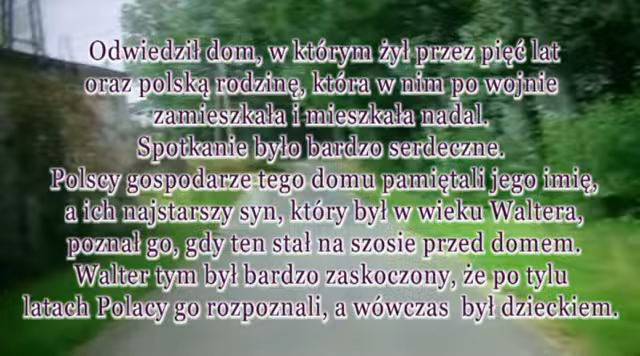 Odwiedził dom, w którym żył przez pięć lat
oraz polską rodzinę, która w nim po wojnie
zamieszkała i mieszkała nadal.
Spotkanie było bardzo serdeczne.
Polscy gospodarze tego domu pamiętali jego imię,
a ich najstarszy syn, który był w wieku Waltera,
poznał go, gdy ten stał na szosie przed domem.
Walter tym był bardzo zaskoczony, że po tylu
latach Polacy go rozpoznali, a wówczas był dzieckiem.